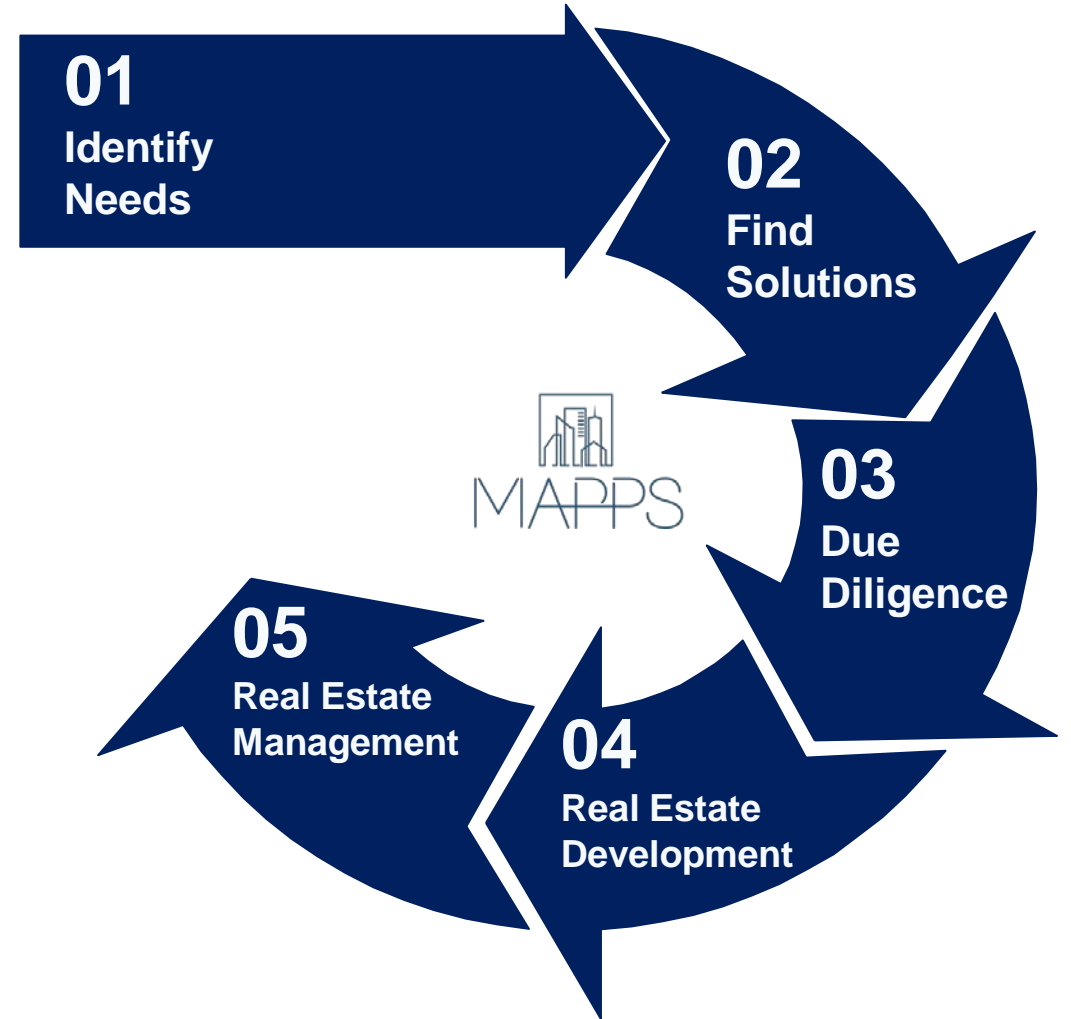 01
Identify
Needs
02
Find
Solutions
03
Due
Diligence
04
Real Estate
Development
05
Real Estate
Management
MAPPS